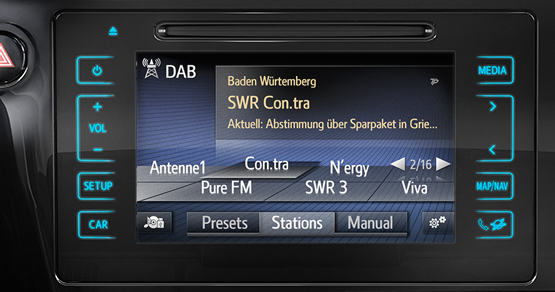 DAB
MEDIA
Baden Würtemberg
SWR Con.tra
Aktuell: Abstimmung über Sparpaket in Grie...
+
VOL
−
Antenne1 Con.tra N'ergy 2/16
Pure FM SWR 3 Viva
SETUP
MAP/NAV
CAR
Presets Stations Manual